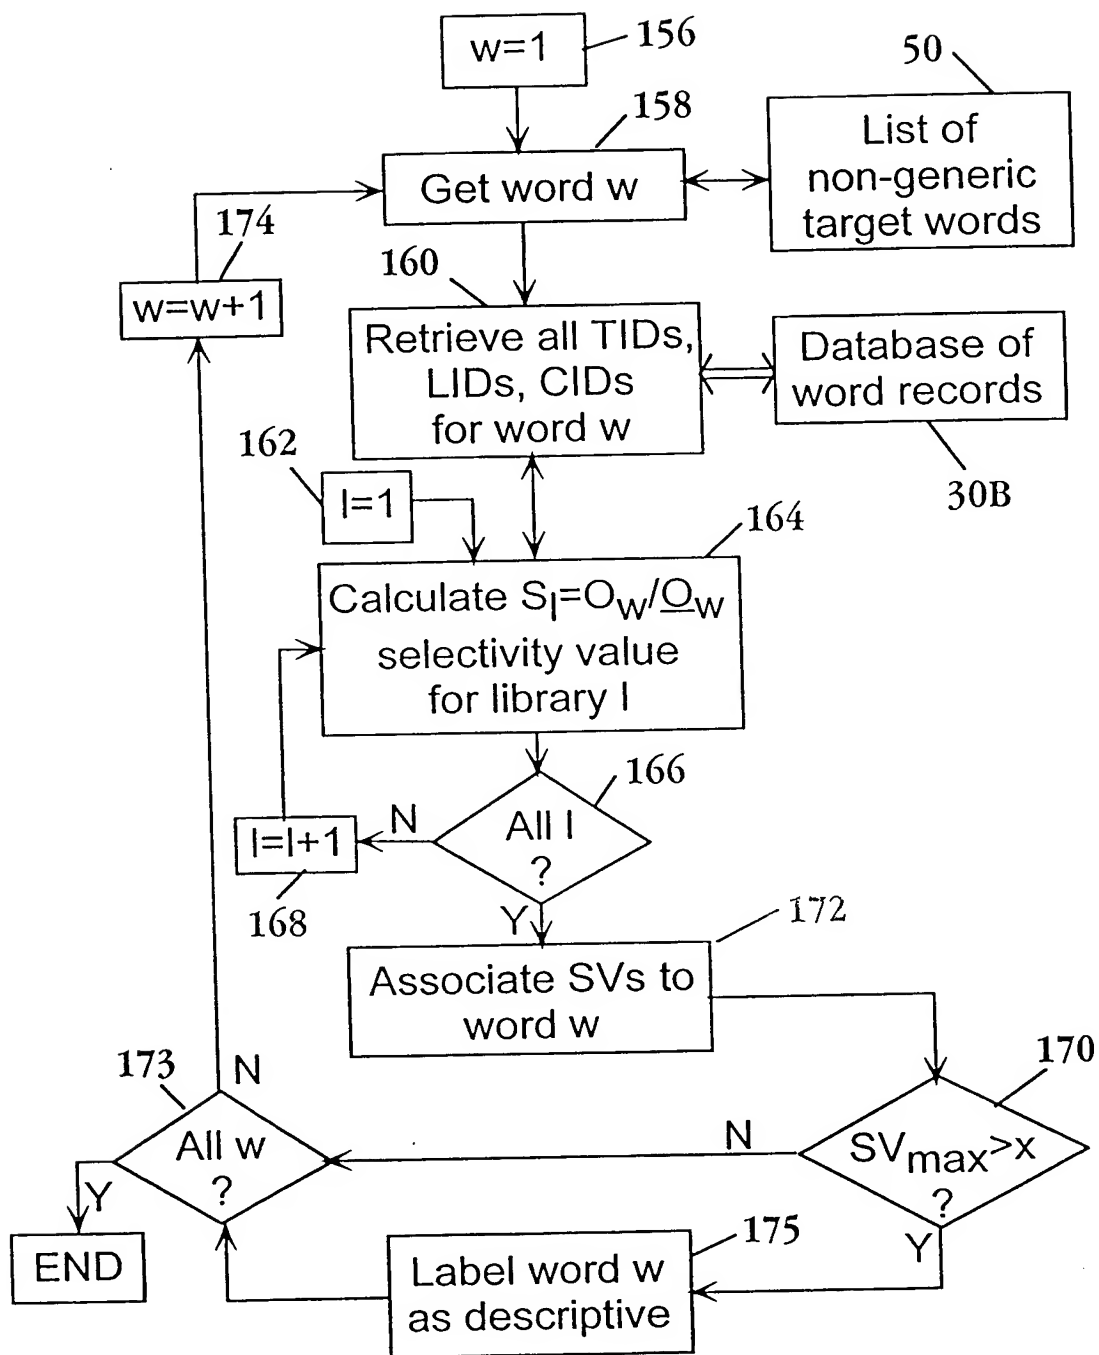 w=1
156
50
158
List of
non-generic
target words
Get word w
174
w=w+1
160
Retrieve all TIDs,
LIDs, CIDs
for word w
Database of
word records
30B
162
l=1
164
Calculate Sl=Ow/Ow
selectivity value
for library l
166
All l
?
N
l=l+1
168
Y
172
Associate SVs to
word w
173
N
All w
?
Y
END
170
SVmax>x
?
N
Y
175
Label word w
as descriptive